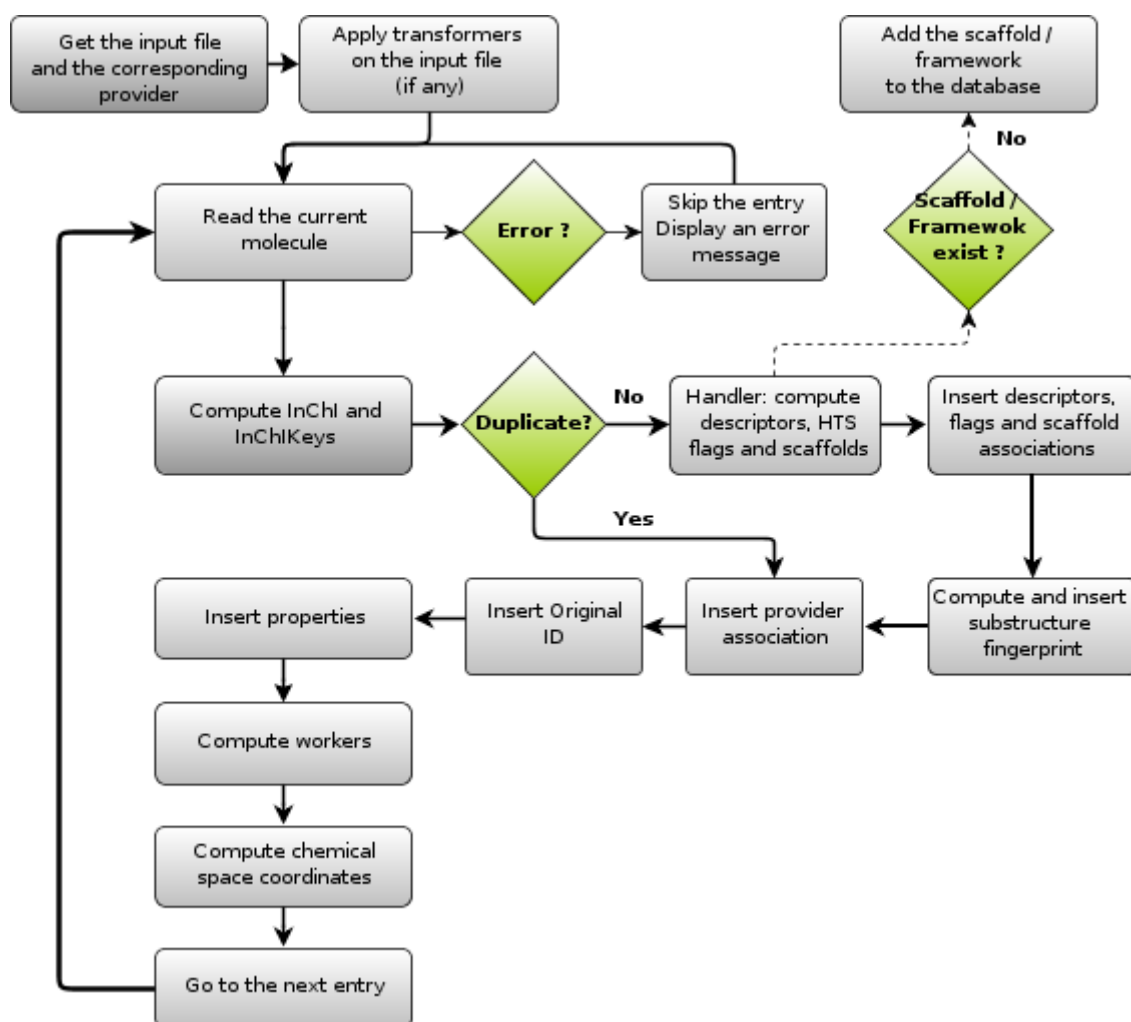 Get the input file
and the corresponding
provider
Apply transformers
on the input file
(if any)
Add the scaffold /
framework
to the database
No
Read the current
molecule
Error ?
Skip the entry
Display an error
message
Scaffold /
Framewok
exist ?
Compute InChI and
InChIKeys
Duplicate?
No
Handler: compute
descriptors, HTS
flags and scaffolds
Insert descriptors,
flags and scaffold
associations
Yes
Insert properties
Insert Original
ID
Insert provider
association
Compute and insert
substructure
fingerprint
Compute workers
Compute chemical
space coordinates
Go to the next entry